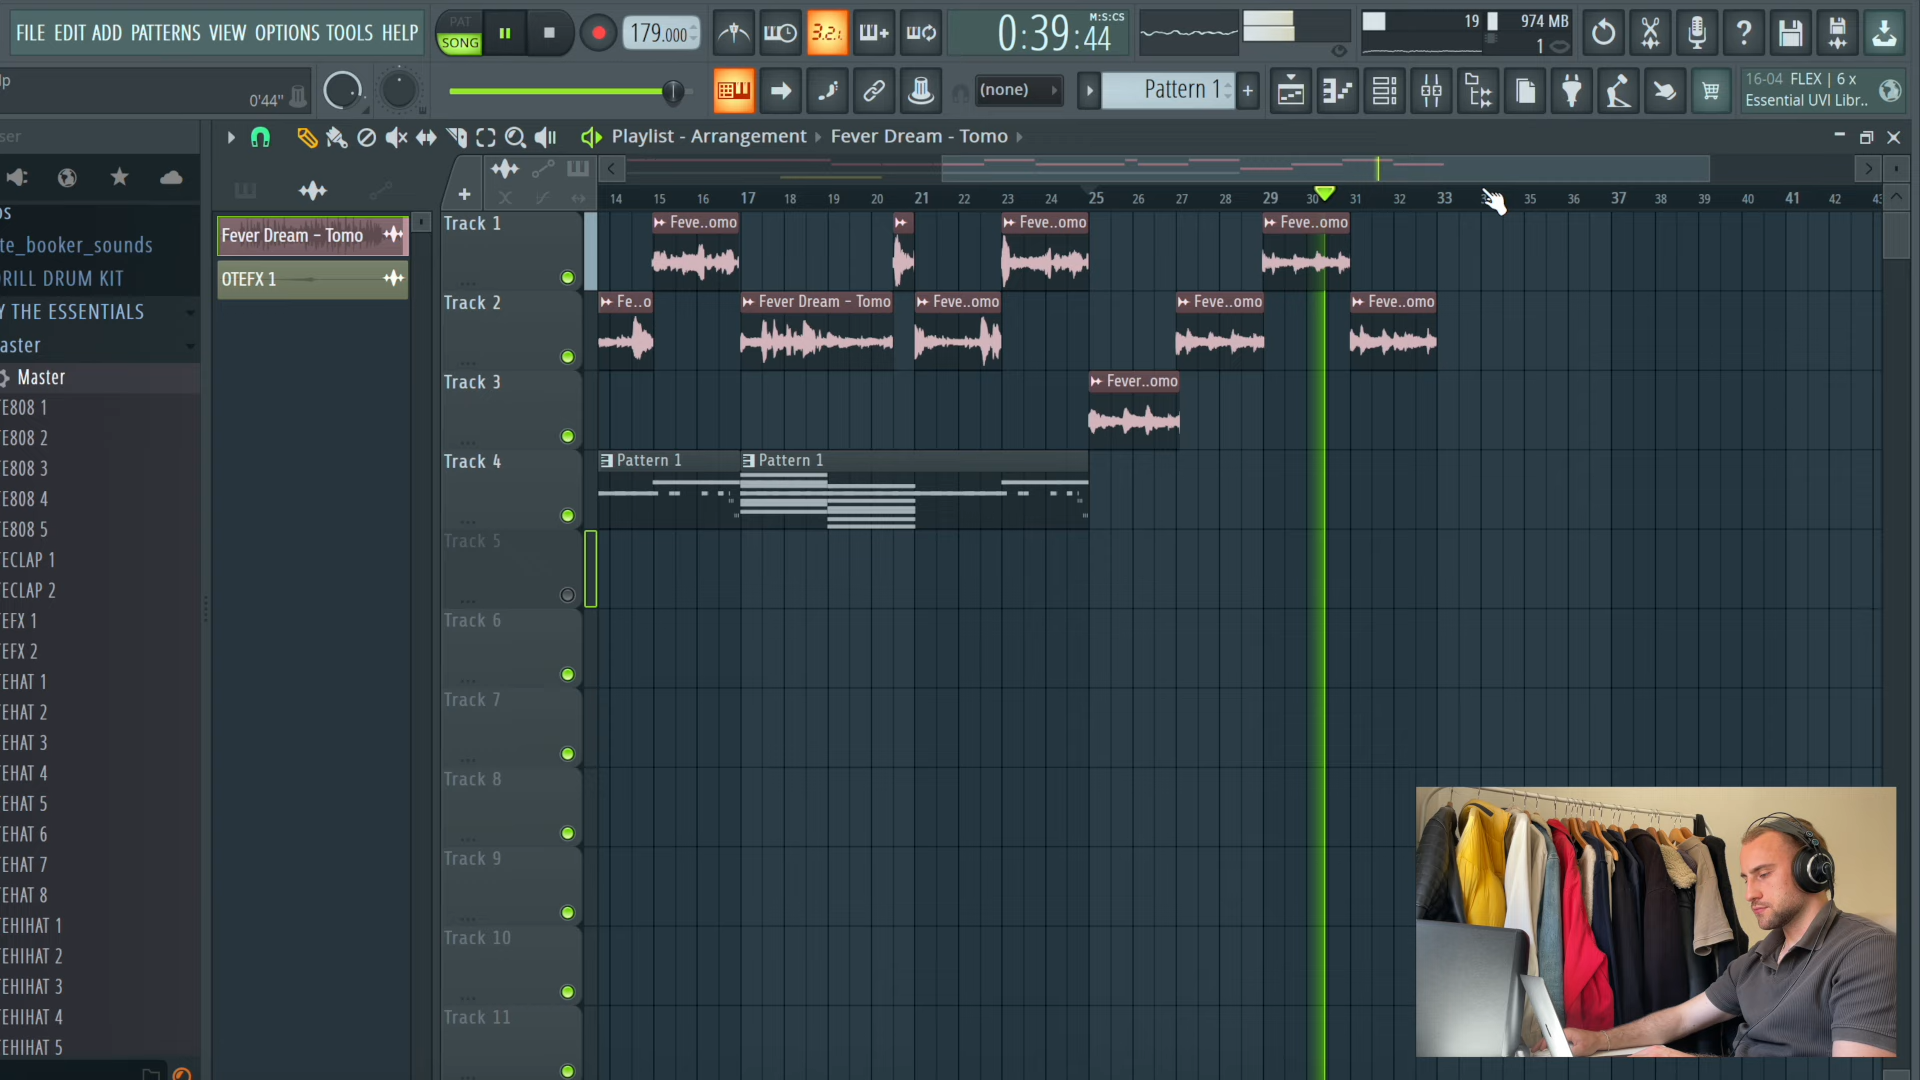 FILE EDIT ADD PATTERNS VIEW OPTIONS TOOLS HELP
PAT
SONG
179.000
3.2.
0:39:44
M:S:CS
19
974 MB
1
lp
0'44"
(none)
Pattern 1
+
16-04 FLEX | 6 x
Essential UVI Libr..
ser
Playlist - Arrangement
Fever Dream - Tomo
14 15 16 17 18 19 20 21 22 23 24 25 26 27 28 29 30 31 32 33 35 36 37 38 39 40 41 42
os
te_booker_sounds
RILL DRUM KIT
Y THE ESSENTIALS
aster
Master
E808 1
E808 2
E808 3
E808 4
E808 5
ECLAP 1
ECLAP 2
EFX 1
EFX 2
EHAT 1
EHAT 2
EHAT 3
EHAT 4
EHAT 5
EHAT 6
EHAT 7
EHAT 8
EHIHAT 1
EHIHAT 2
EHIHAT 3
EHIHAT 4
EHIHAT 5
Fever Dream - Tomo
OTEFX 1
Track 1
Feve..omo
Feve..omo
Feve..omo
Track 2
Fe..o
Fever Dream - Tomo
Feve..omo
Feve..omo
Feve..omo
Track 3
Fever..omo
Track 4
Pattern 1
Pattern 1
Track 5
Track 6
Track 7
Track 8
Track 9
Track 10
Track 11